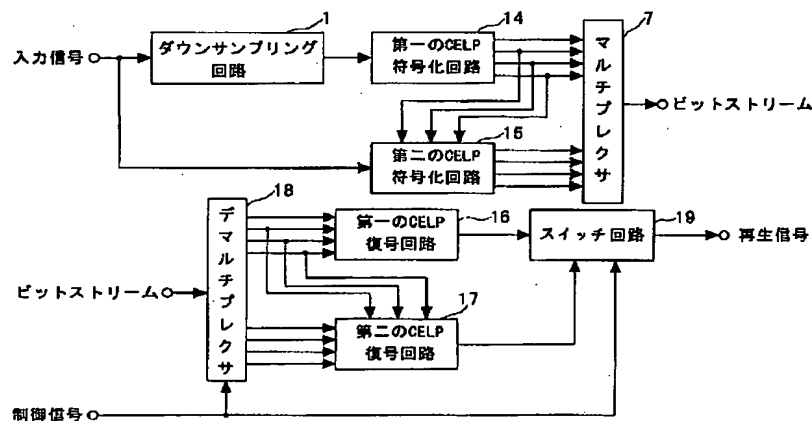 1
14
7
入力信号
ダウンサンプリング
回路
第一のCELP
符号化回路
マルチプレクサ
ビットストリーム
15
第二のCELP
符号化回路
18
デマルチプレクサ
第一のCELP
復号回路
16
19
スイッチ回路
再生信号
ビットストリーム
17
第二のCELP
復号回路
制御信号